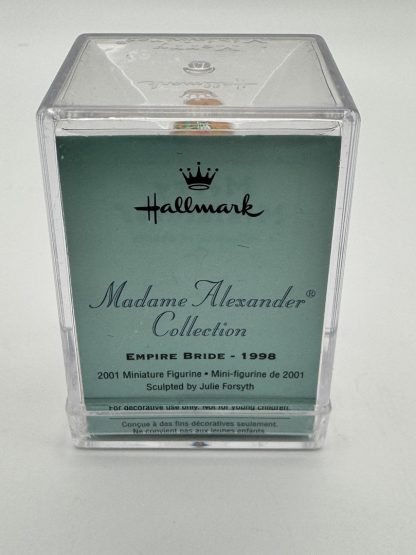 Hallmark
Madame Alexander®
Collection
EMPIRE BRIDE - 1998
2001 Miniature Figurine • Mini-figurine de 2001
Sculpted by Julie Forsyth
For decorative use only. Not for young children.
Conçue à des fins décoratives seulement.
Ne convient pas aux jeunes enfants.